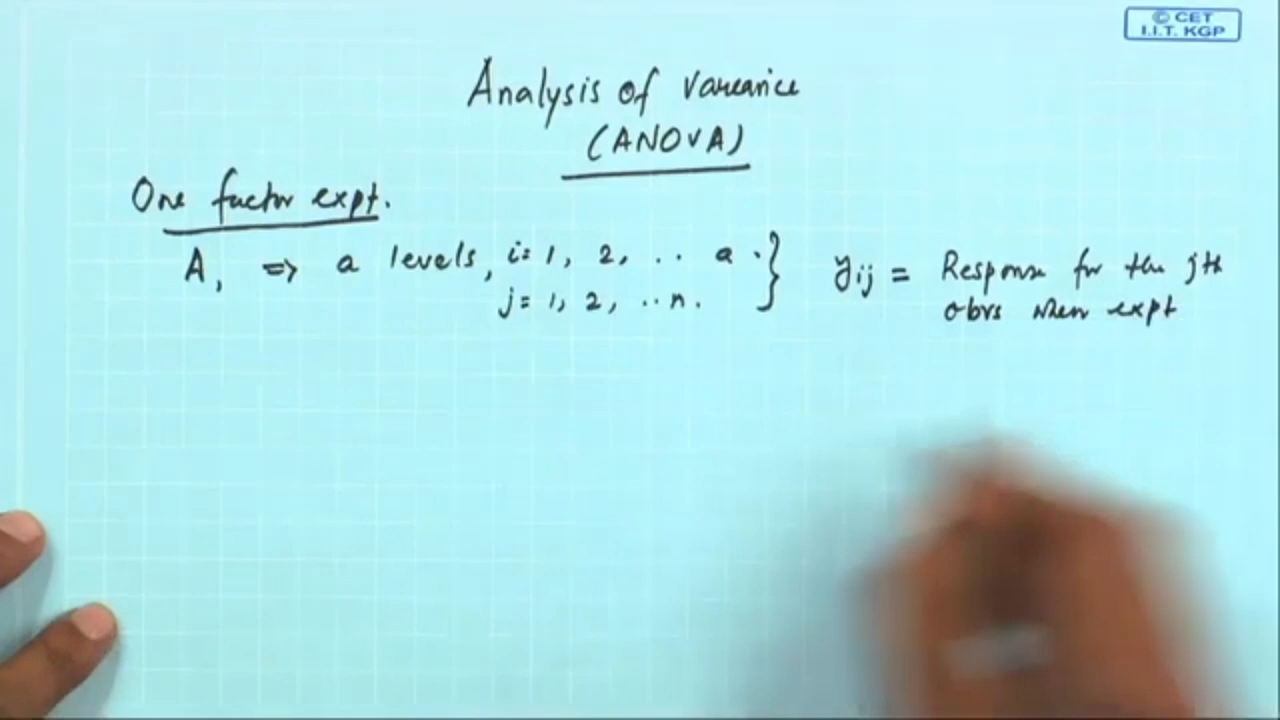 © CET
I.I.T. KGP
Analysis of Variance
(ANOVA)
One factor expt.
A, => a levels, i= 1, 2, .. a.
j= 1, 2, .. n.
yij = Response for the jth
obvs when expt